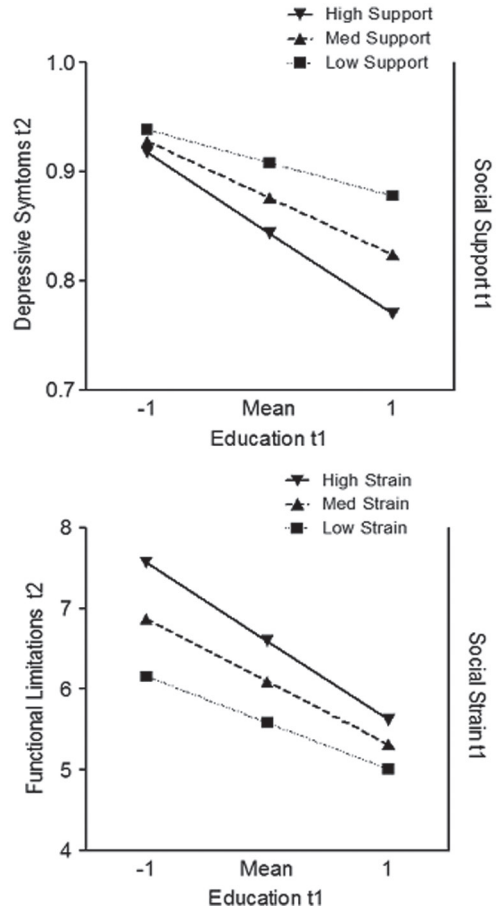 High Support
Med Support
Low Support
1.0
0.9
0.8
0.7
Depressive Symtoms t2
Social Support t1
-1 Mean 1
Education t1
High Strain
Med Strain
Low Strain
8
7
6
5
4
Functional Limitations t2
Social Strain t1
-1 Mean 1
Education t1